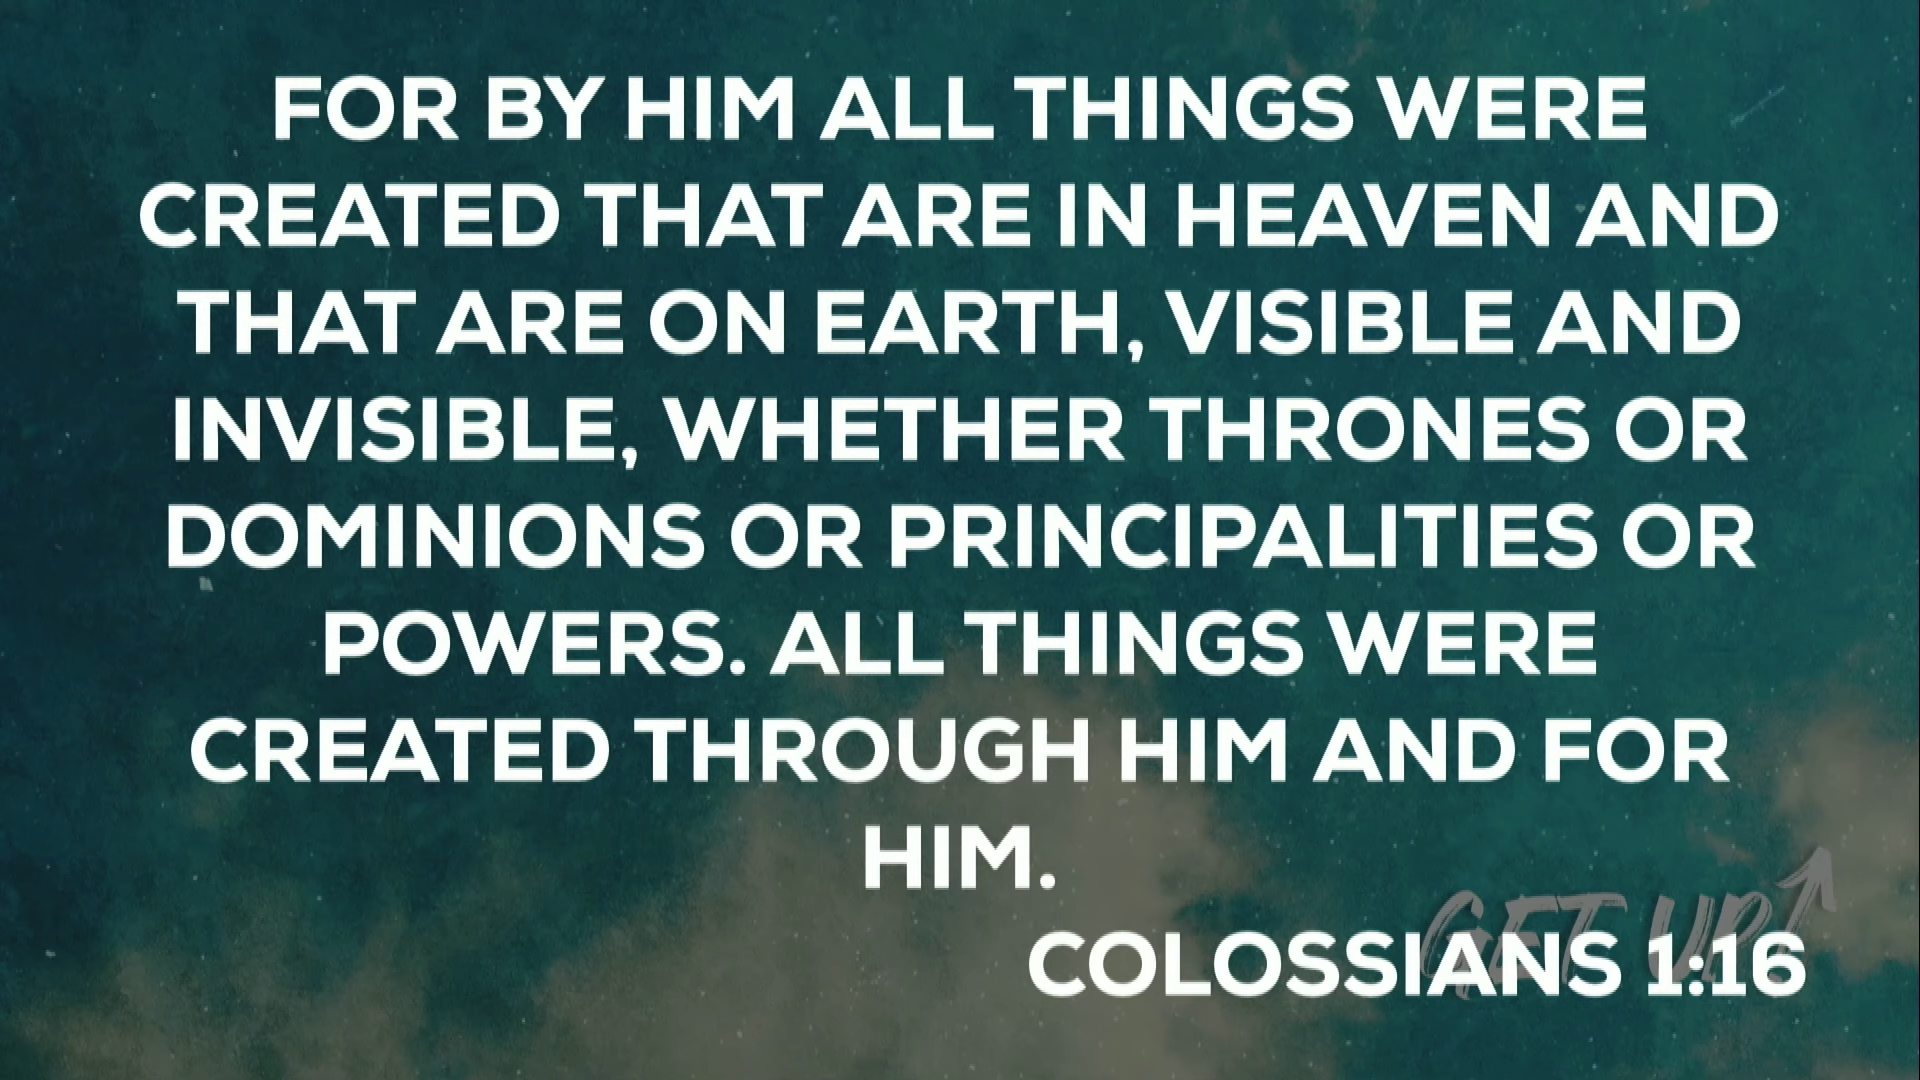 FOR BY HIM ALL THINGS WERE
CREATED THAT ARE IN HEAVEN AND
THAT ARE ON EARTH, VISIBLE AND
INVISIBLE, WHETHER THRONES OR
DOMINIONS OR PRINCIPALITIES OR
POWERS. ALL THINGS WERE
CREATED THROUGH HIM AND FOR
HIM.
GET UP!
COLOSSIANS 1:16